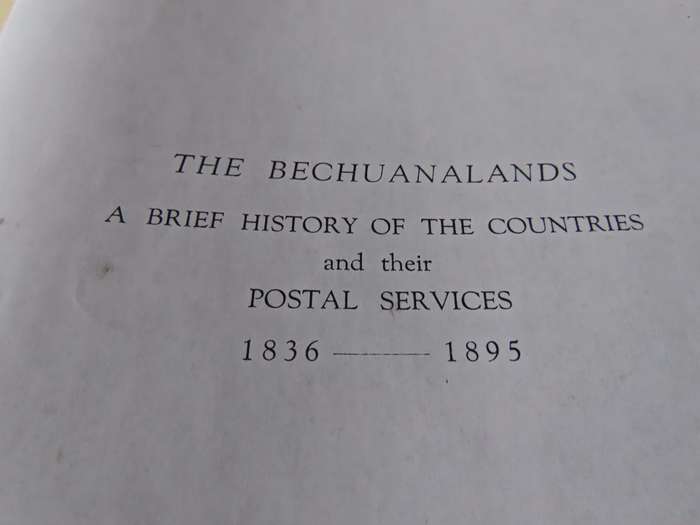 THE BECHUANALANDS
A BRIEF HISTORY OF THE COUNTRIES
and their
POSTAL SERVICES
1836 ——— 1895